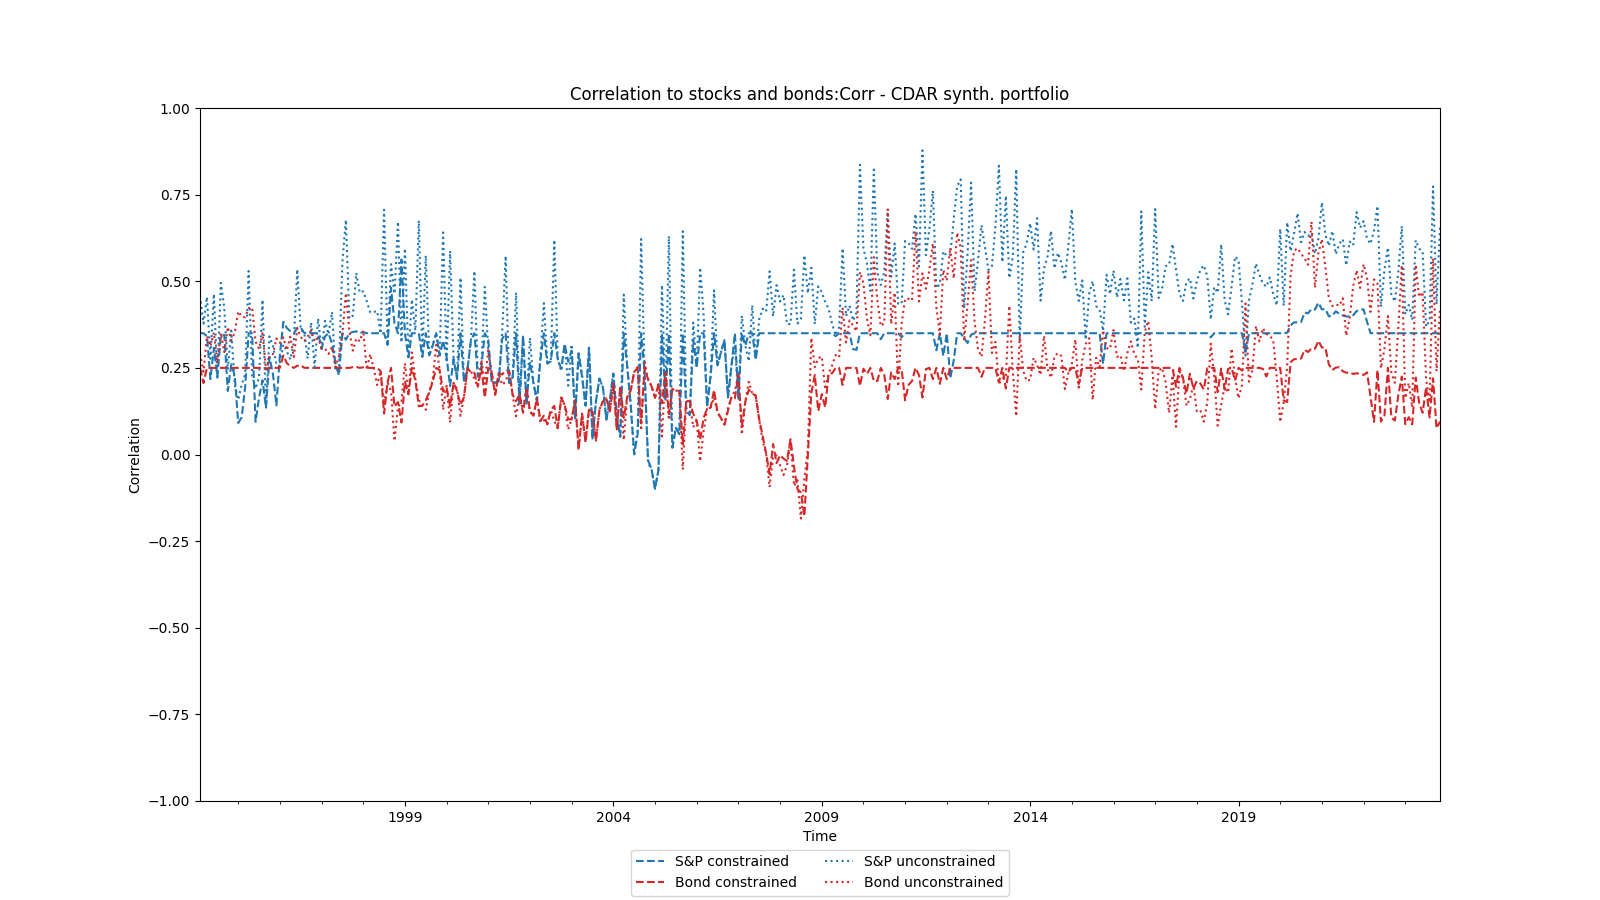 Correlation to stocks and bonds:Corr - CDAR synth. portfolio
1.00
0.75
0.50
0.25
0.00
−0.25
−0.50
−0.75
−1.00
Correlation
1999
2004
2009
2014
2019
Time
S&P constrained
Bond constrained
S&P unconstrained
Bond unconstrained